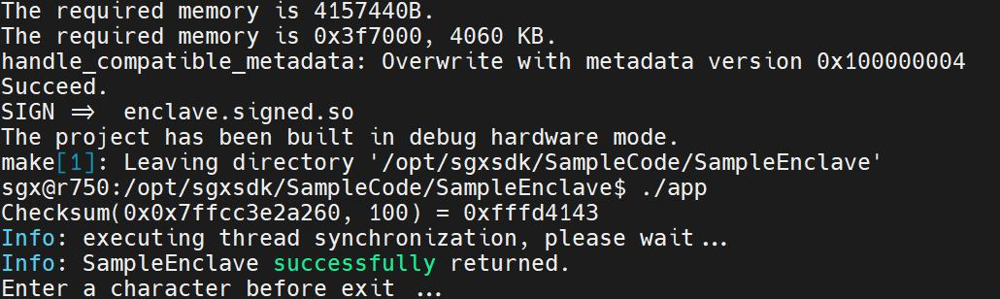 The required memory is 4157440B.
The required memory is 0x3f7000, 4060 KB.
handle_compatible_metadata: Overwrite with metadata version 0x100000004
Succeed.
SIGN =>  enclave.signed.so
The project has been built in debug hardware mode.
make[1]: Leaving directory '/opt/sgxsdk/SampleCode/SampleEnclave'
sgx@r750:/opt/sgxsdk/SampleCode/SampleEnclave$ ./app
Checksum(0x0x7ffcc3e2a260, 100) = 0xfffd4143
Info: executing thread synchronization, please wait...
Info: SampleEnclave successfully returned.
Enter a character before exit ...